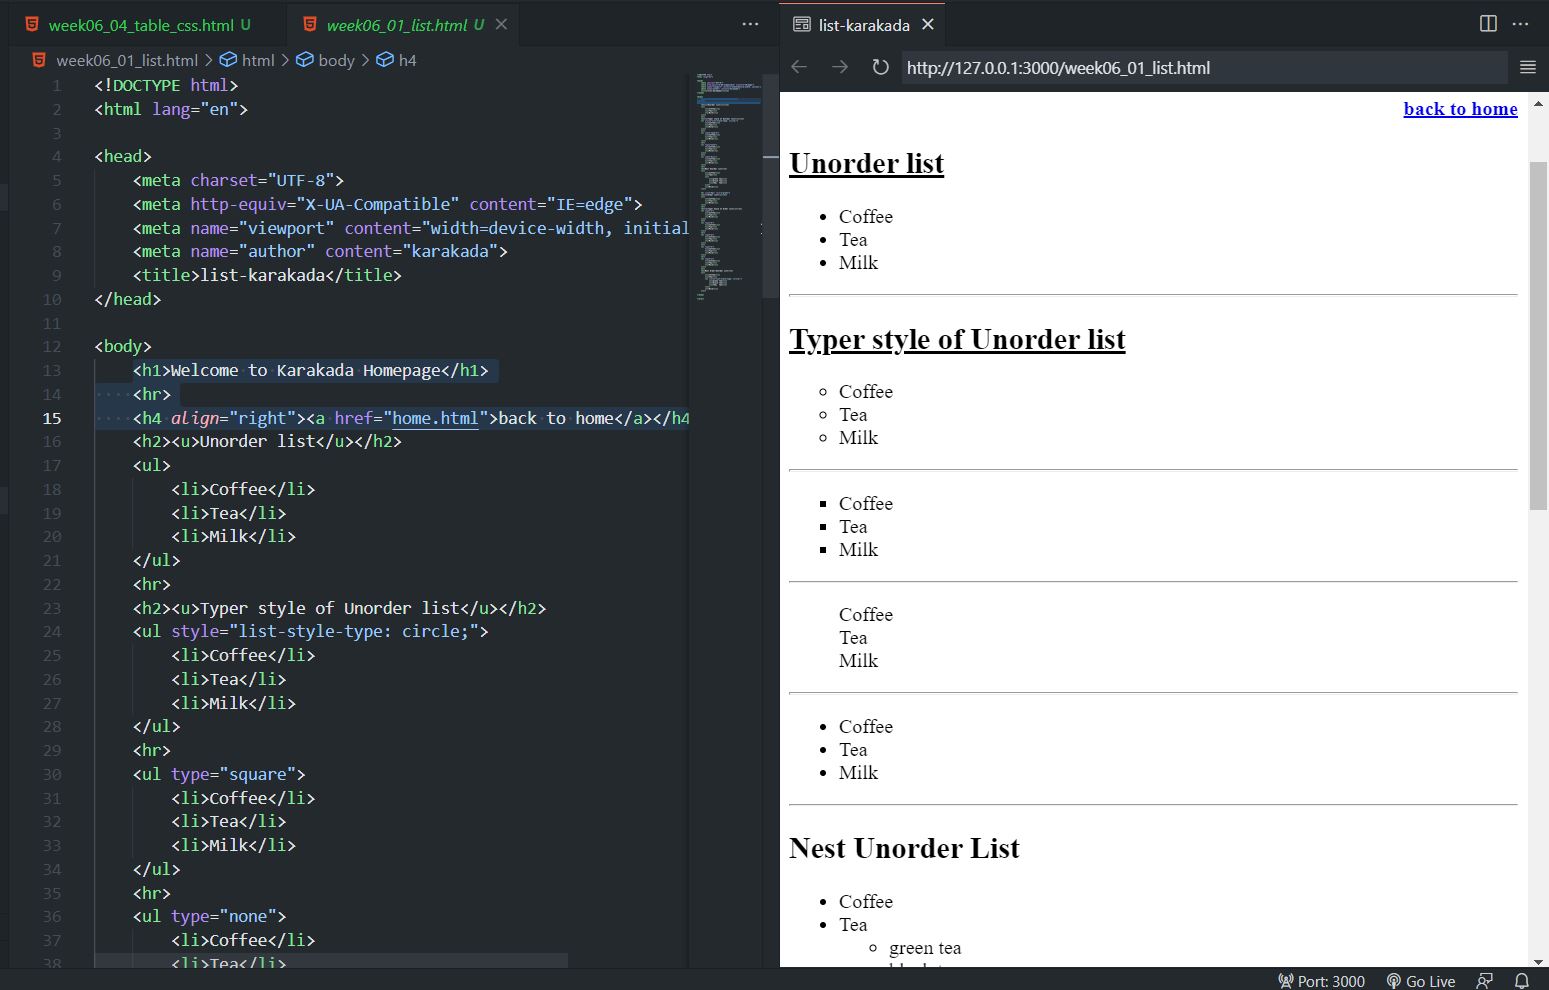 week06_04_table_css.html U
week06_01_list.html U
week06_01_list.html > html > body > h4
1 <!DOCTYPE html>
2 <html lang="en">
3
4 <head>
5 <meta charset="UTF-8">
6 <meta http-equiv="X-UA-Compatible" content="IE=edge">
7 <meta name="viewport" content="width=device-width, initial
8 <meta name="author" content="karakada">
9 <title>list-karakada</title>
10 </head>
11
12 <body>
13 <h1>Welcome to Karakada Homepage</h1>
14 <hr>
15 <h4 align="right"><a href="home.html">back to home</a></h4
16 <h2><u>Unorder list</u></h2>
17 <ul>
18 <li>Coffee</li>
19 <li>Tea</li>
20 <li>Milk</li>
21 </ul>
22 <hr>
23 <h2><u>Typer style of Unorder list</u></h2>
24 <ul style="list-style-type: circle;">
25 <li>Coffee</li>
26 <li>Tea</li>
27 <li>Milk</li>
28 </ul>
29 <hr>
30 <ul type="square">
31 <li>Coffee</li>
32 <li>Tea</li>
33 <li>Milk</li>
34 </ul>
35 <hr>
36 <ul type="none">
37 <li>Coffee</li>
38 <li>Tea</li>
list-karakada
http://127.0.0.1:3000/week06_01_list.html
back to home
Unorder list
Coffee
Tea
Milk
Typer style of Unorder list
Coffee
Tea
Milk
Coffee
Tea
Milk
Coffee
Tea
Milk
Coffee
Tea
Milk
Nest Unorder List
Coffee
Tea
green tea
Port: 3000 Go Live